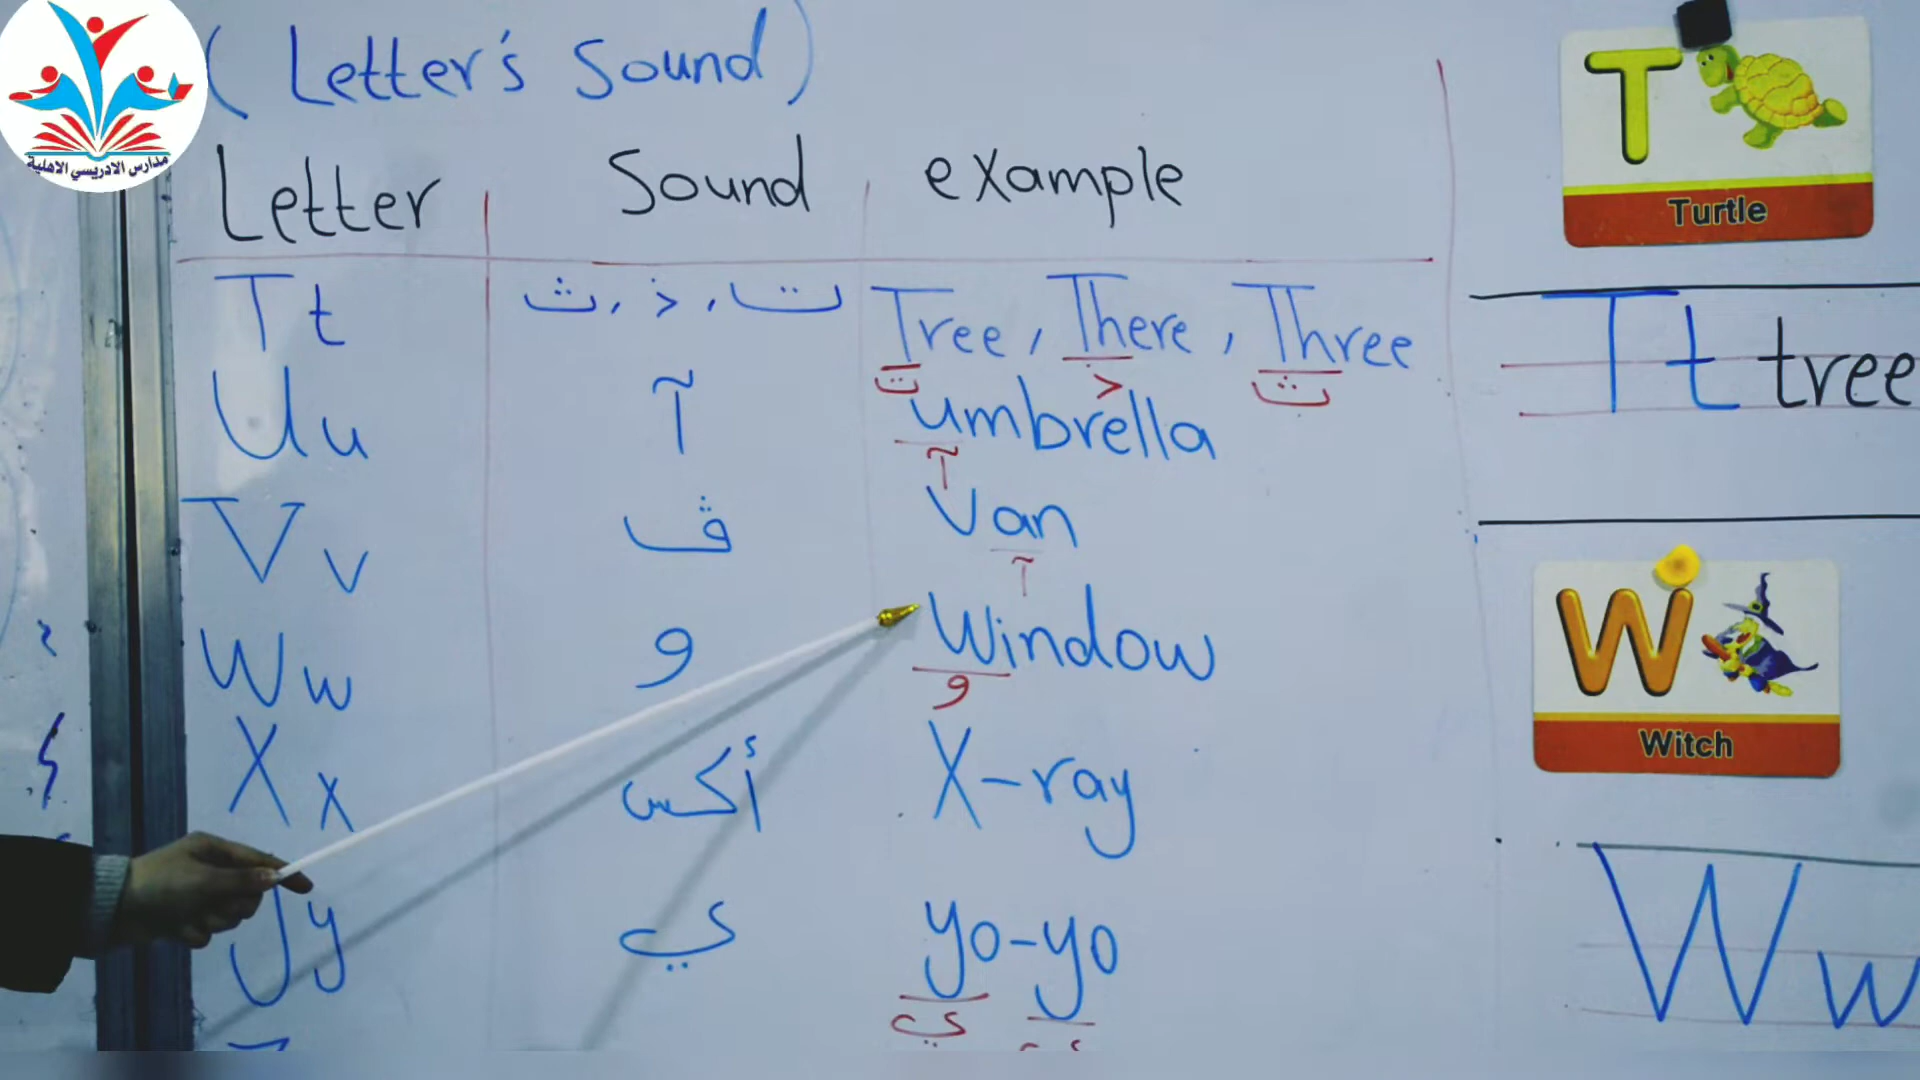 مدارس الادريسي الاهلية
(Letter's Sound)
Letter Sound example
Tt ت , ذ , ث Tree , There , Three
ت ذ ث
Uu آ umbrella
آ
Vv ڤ Van
آ
Ww و Window
و
Xx أكس X-ray
Yy ي yo-yo
ي ي
T
Turtle
Tt tree
W
Witch
Ww